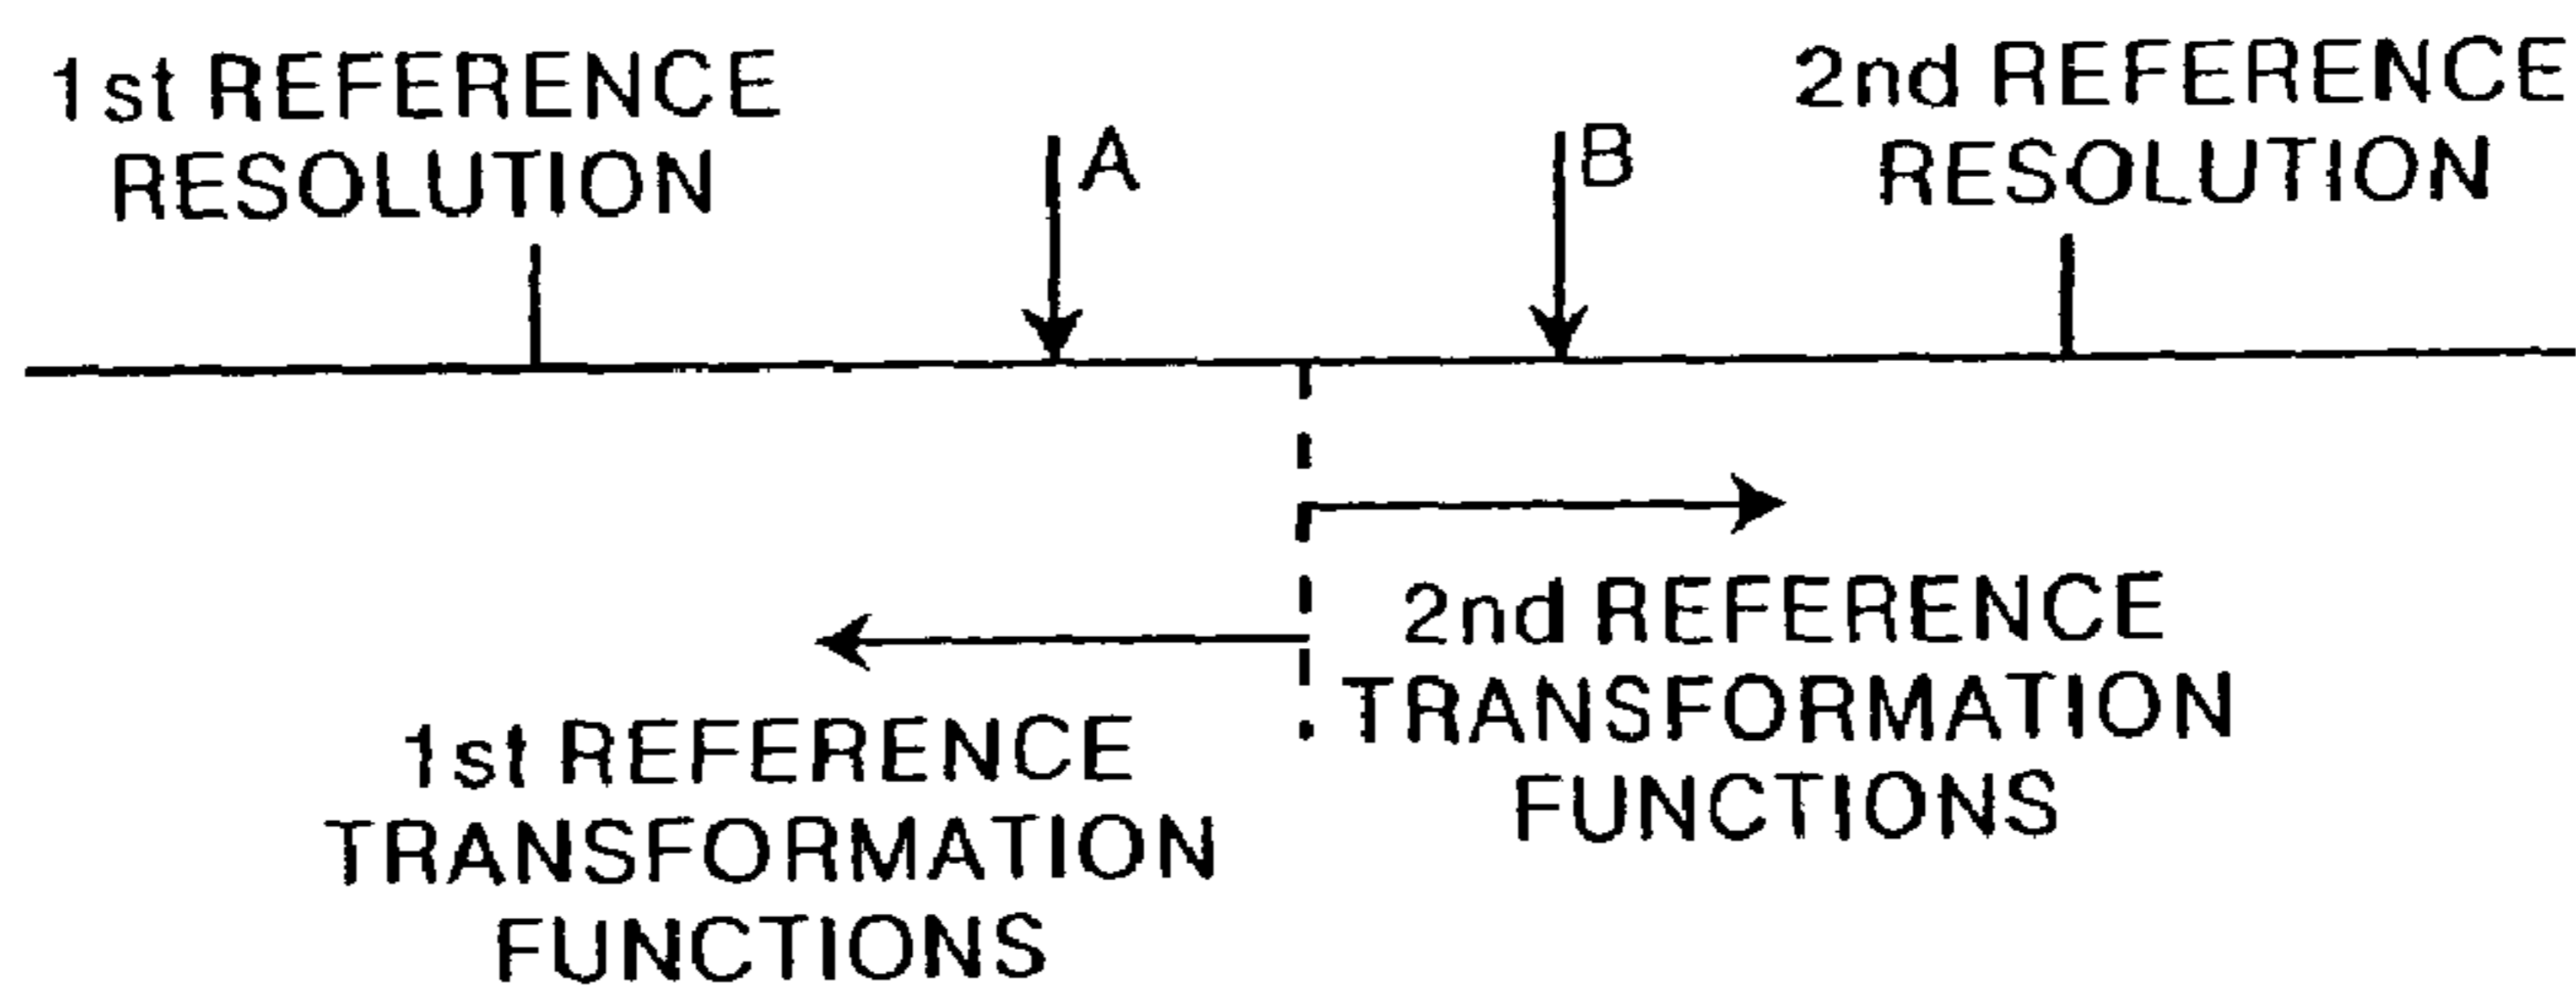 1st REFERENCE
RESOLUTION
A
B
2nd REFERENCE
RESOLUTION
2nd REFERENCE
TRANSFORMATION
FUNCTIONS
1st REFERENCE
TRANSFORMATION
FUNCTIONS